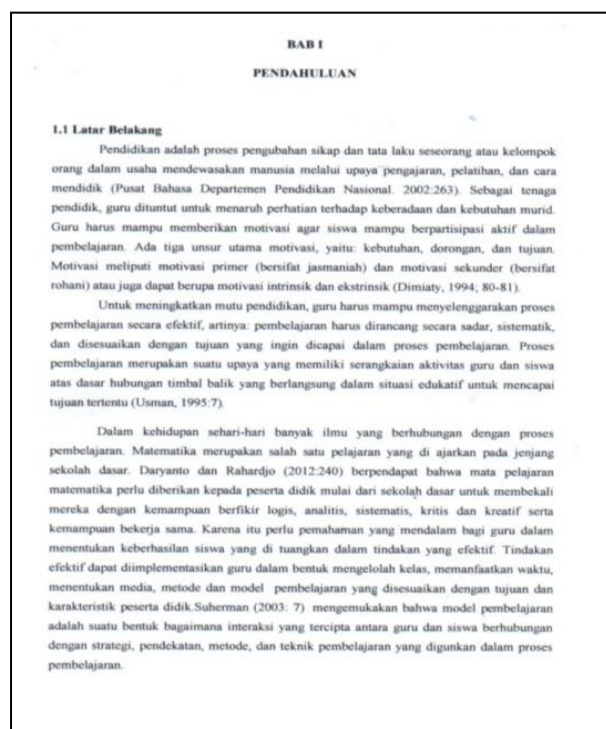 BAB I
PENDAHULUAN
1.1 Latar Belakang
Pendidikan adalah proses pengubahan sikap dan tata laku seseorang atau kelompok
orang dalam usaha mendewasakan manusia melalui upaya pengajaran, pelatihan, dan cara
mendidik (Pusat Bahasa Departemen Pendidikan Nasional. 2002:263). Sebagai tenaga
pendidik, guru dituntut untuk menaruh perhatian terhadap keberadaan dan kebutuhan murid.
Guru harus mampu memberikan motivasi agar siswa mampu berpartisipasi aktif dalam
pembelajaran. Ada tiga unsur utama motivasi, yaitu: kebutuhan, dorongan, dan tujuan.
Motivasi meliputi motivasi primer (bersifat jasmaniah) dan motivasi sekunder (bersifat
rohani) atau juga dapat berupa motivasi intrinsik dan ekstrinsik (Dimiaty, 1994; 80-81).
Untuk meningkatkan mutu pendidikan, guru harus mampu menyelenggarakan proses
pembelajaran secara efektif, artinya: pembelajaran harus dirancang secara sadar, sistematik,
dan disesuaikan dengan tujuan yang ingin dicapai dalam proses pembelajaran. Proses
pembelajaran merupakan suatu upaya yang memiliki serangkaian aktivitas guru dan siswa
atas dasar hubungan timbal balik yang berlangsung dalam situasi edukatif untuk mencapai
tujuan tertentu (Usman, 1995:7).
Dalam kehidupan sehari-hari banyak ilmu yang berhubungan dengan proses
pembelajaran. Matematika merupakan salah satu pelajaran yang di ajarkan pada jenjang
sekolah dasar. Daryanto dan Rahardjo (2012:240) berpendapat bahwa mata pelajaran
matematika perlu diberikan kepada peserta didik mulai dari sekolah dasar untuk membekali
mereka dengan kemampuan berfikir logis, analitis, sistematis, kritis dan kreatif serta
kemampuan bekerja sama. Karena itu perlu pemahaman yang mendalam bagi guru dalam
menentukan keberhasilan siswa yang di tuangkan dalam tindakan yang efektif. Tindakan
efektif dapat diimplementasikan guru dalam bentuk mengelolah kelas, memanfaatkan waktu,
menentukan media, metode dan model pembelajaran yang disesuaikan dengan tujuan dan
karakteristik peserta didik.Suherman (2003: 7) mengemukakan bahwa model pembelajaran
adalah suatu bentuk bagaimana interaksi yang tercipta antara guru dan siswa berhubungan
dengan strategi, pendekatan, metode, dan teknik pembelajaran yang digunkan dalam proses
pembelajaran.